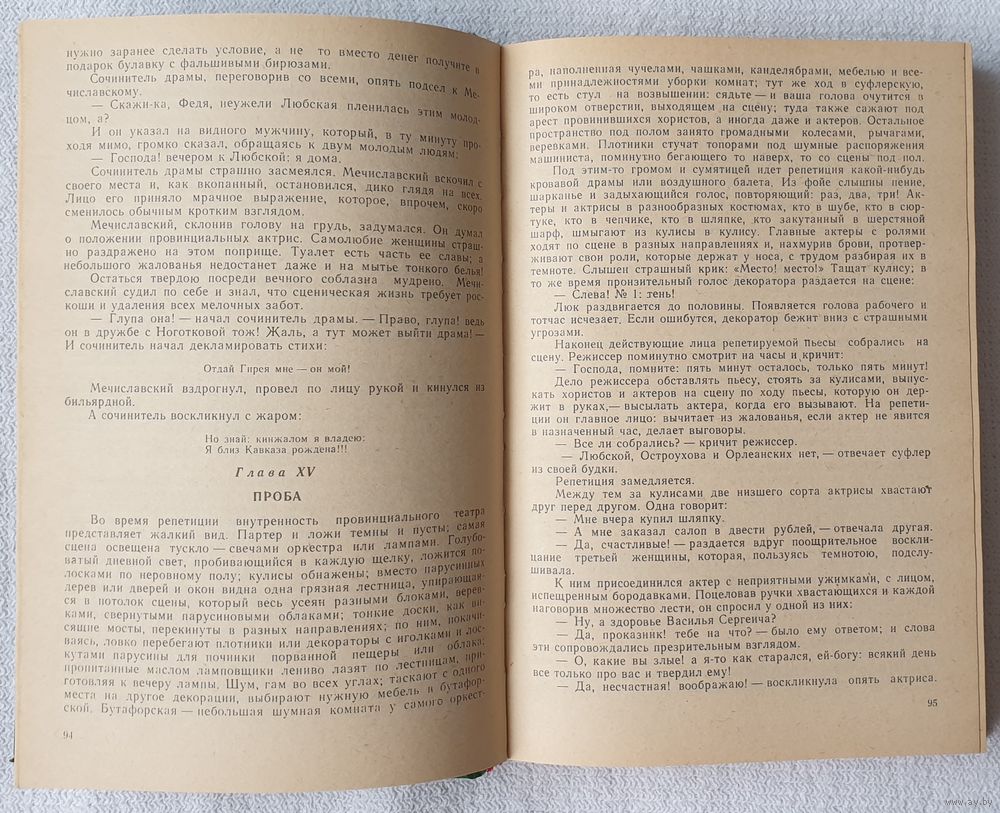 нужно заранее сделать условие, а не то вместо денег получите в
подарок булавку с фальшивыми бирюзами.
Сочинитель драмы, переговорив со всеми, опять подсел к Ме-
числавскому.
— Скажи-ка, Федя, неужели Любская пленилась этим молод-
цом, а?
И он указал на видного мужчину, который, в ту минуту про-
ходя мимо, громко сказал, обращаясь к двум молодым людям:
— Господа! вечером к Любской: я дома.
Сочинитель драмы страшно засмеялся. Мечиславский вскочил с
своего места и, как вкопанный, остановился, дико глядя на всех.
Лицо его приняло мрачное выражение, которое, впрочем, скоро
сменилось обычным кротким взглядом.
Мечиславский, склонив голову на грудь, задумался. Он думал
о положении провинциальных актрис. Самолюбие женщины страш-
но раздражено на этом поприще. Туалет есть часть ее славы; а
небольшого жалованья недостанет даже и на мытье тонкого белья!
Остаться твердою посреди вечного соблазна мудрено. Мечи-
славский судил по себе и знал, что сценическая жизнь требует рос-
коши и удаления всех мелочных забот.
— Глупа она! — начал сочинитель драмы. — Право, глупа! ведь
он в дружбе с Ноготковой тож! Жаль, а тут может выйти драма! —
И сочинитель начал декламировать стихи:
Отдай Гирея мне — он мой!
Мечиславский вздрогнул, провел по лицу рукой и кинулся из
бильярдной.
А сочинитель воскликнул с жаром:
Но знай: кинжалом я владею:
Я близ Кавказа рождена!!!
Глава XV
ПРОБА
Во время репетиции внутренность провинциального театра
представляет жалкий вид. Партер и ложи темны и пусты; самая
сцена освещена тускло — свечами оркестра или лампами. Голубо-
ватый дневной свет, пробивающийся в каждую щелку, ложится по-
лосками по неровному полу; кулисы обнажены; вместо парусинных
дерев или дверей и окон видна одна грязная лестница, упирающая-
ся в потолок сцены, который весь усеян разными блоками, верев-
ками, свернутыми парусиновыми облаками; тонкие доски, как ви-
сящие мосты, перекинуты в разных направлениях; по ним, покачи-
ваясь, ловко перебегают плотники или декораторы с иголками и лос-
кутами парусины для починки порванной пещеры или облака;
пропитанные маслом ламповщики лениво лазят по лестницам, при-
готовляя к вечеру лампы. Шум, гам во всех углах; таскают с одного
места на другое декорации, выбирают нужную мебель в бутафор-
ской. Бутафорская — небольшая шумная комната у самого оркест-
94
ра, наполненная чучелами, чашками, канделябрами, мебелью и все-
ми принадлежностями уборки комнат; тут же ход и в суфлерскую,
то есть стул на возвышении: сядьте — и ваша голова очутится в
широком отверстии, выходящем на сцену; туда также сажают под
арест провинившихся хористов, а иногда даже и актеров. Остальное
пространство под полом занято громадными колесами, рычагами,
веревками. Плотники стучат топорами под шумные распоряжения
машиниста, поминутно бегающего то наверх, то со сцены под пол.
Под этим-то громом и сумятицей идет репетиция какой-нибудь
кровавой драмы или воздушного балета. Из фойе слышны пение,
шарканье и задыхающийся голос, повторяющий: раз, два, три! Ак-
теры и актрисы в разнообразных костюмах, кто в шубе, кто в сюр-
туке, кто в чепчике, кто в шляпке, кто закутанный в шерстяной
шарф, шмыгают из кулисы в кулису. Главные актеры с ролями
ходят по сцене в разных направлениях и, нахмурив брови, протвер-
живают свои роли, которые держат у носа, с трудом разбирая их в
темноте. Слышен страшный крик: «Место! место!» Тащат кулису; в
то же время пронзительный голос декоратора раздается на сцене:
— Слева! № 1: тень!
Люк раздвигается до половины. Появляется голова рабочего и
тотчас исчезает. Если ошибутся, декоратор бежит вниз с страшными
угрозами.
Наконец действующие лица репетируемой пьесы собрались на
сцену. Режиссер поминутно смотрит на часы и кричит:
— Господа, помните: пять минут осталось, только пять минут!
Дело режиссера обставлять пьесу, стоять за кулисами, выпус-
кать хористов и актеров на сцену по ходу пьесы, которую он дер-
жит в руках,— высылать актера, когда его вызывают. На репети-
ции он главное лицо: вычитает из жалованья, если актер не явится
в назначенный час, делает выговоры.
— Все ли собрались? — кричит режиссер.
— Любской, Остроухова и Орлеанских нет, — отвечает суфлер
из своей будки.
Репетиция замедляется.
Между тем за кулисами две низшего сорта актрисы хвастают
друг перед другом. Одна говорит:
— Мне вчера купил шляпку.
— А мне заказал салоп в двести рублей, — отвечала другая.
— Да, счастливые! — раздается вдруг поощрительное воскли-
цание третьей женщины, которая, пользуясь темнотою, подслу-
шивала.
К ним присоединился актер с неприятными ужимками, с лицом,
испещренным бородавками. Поцеловав ручки хвастающихся и каждой
наговорив множество лести, он спросил у одной из них:
— Ну, а здоровье Василья Сергеича?
— Да, проказник! тебе на что? — было ему ответом; и слова
эти сопровождались презрительным взглядом.
— О, какие вы злые! а я-то как старался, ей-богу: всякий день
все только про вас и твердил ему!
— Да, несчастная! воображаю! — воскликнула опять актриса.
95
www.ay.by